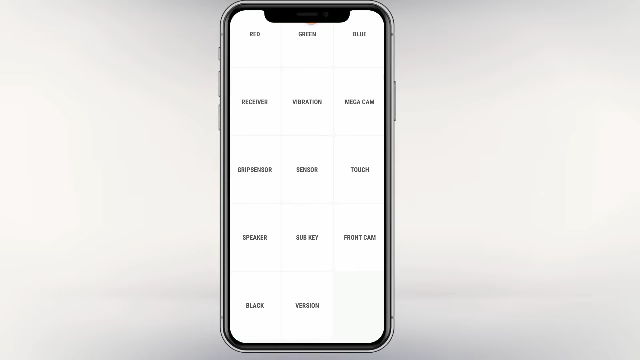 RED GREEN BLUE
RECEIVER VIBRATION MEGA CAM
GRIPSENSOR SENSOR TOUCH
SPEAKER SUB KEY FRONT CAM
BLACK VERSION